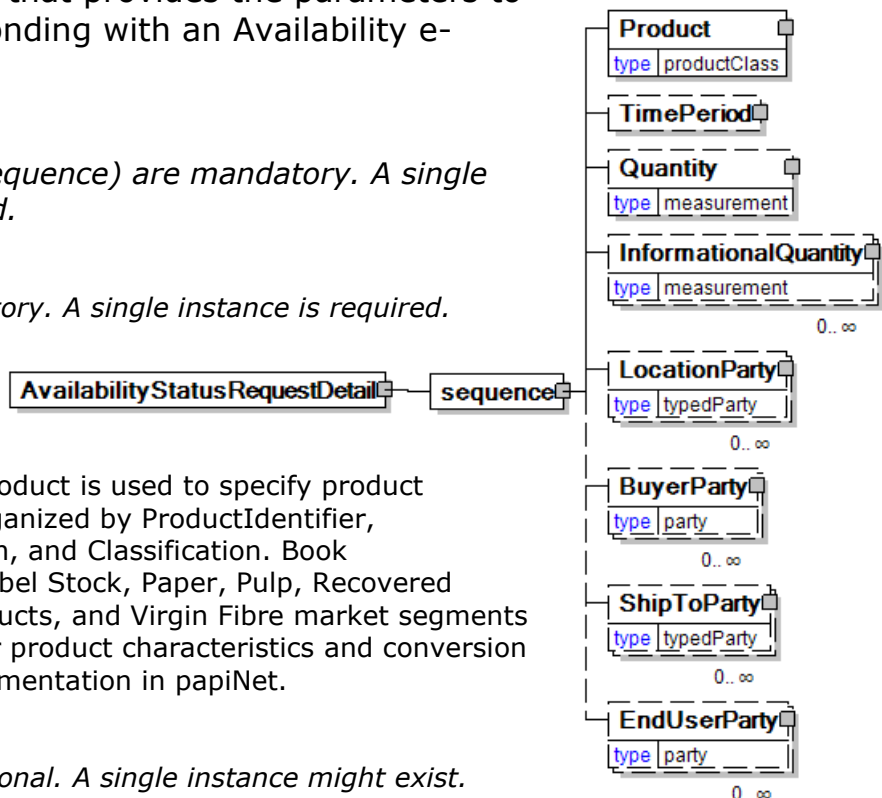 that provides the parameters to
onding with an Availability e-
equence) are mandatory. A single
d.
ory. A single instance is required.
oduct is used to specify product
ganized by ProductIdentifier,
n, and Classification. Book
bel Stock, Paper, Pulp, Recovered
ucts, and Virgin Fibre market segments
r product characteristics and conversion
mentation in papiNet.
onal. A single instance might exist.
AvailabilityStatusRequestDetail
sequence
Product
type productClass
TimePeriod
Quantity
type measurement
InformationalQuantity
type measurement
0.. ∞
LocationParty
type typedParty
0.. ∞
BuyerParty
type party
0.. ∞
ShipToParty
type typedParty
0.. ∞
EndUserParty
type party
0.. ∞